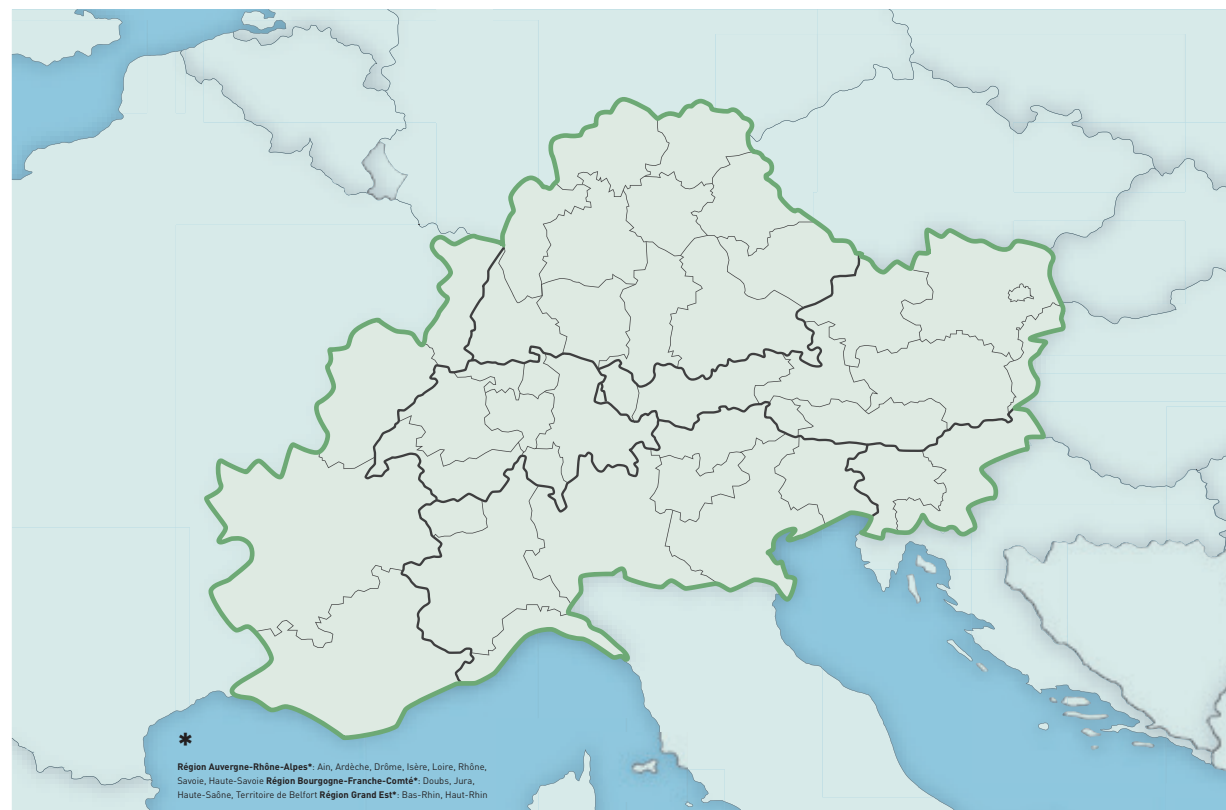 *
Région Auvergne-Rhône-Alpes*: Ain, Ardèche, Drôme, Isère, Loire, Rhône,
Savoie, Haute-Savoie Région Bourgogne-Franche-Comté*: Doubs, Jura,
Haute-Saône, Territoire de Belfort Région Grand Est*: Bas-Rhin, Haut-Rhin